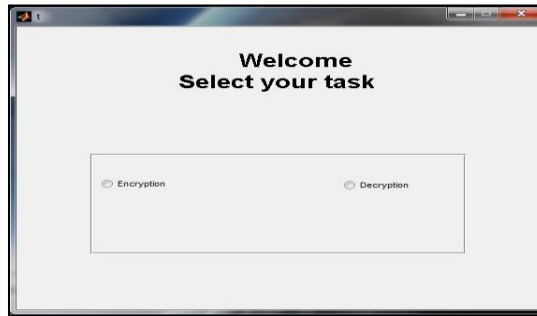 t
Welcome
Select your task
Encryption
Decryption